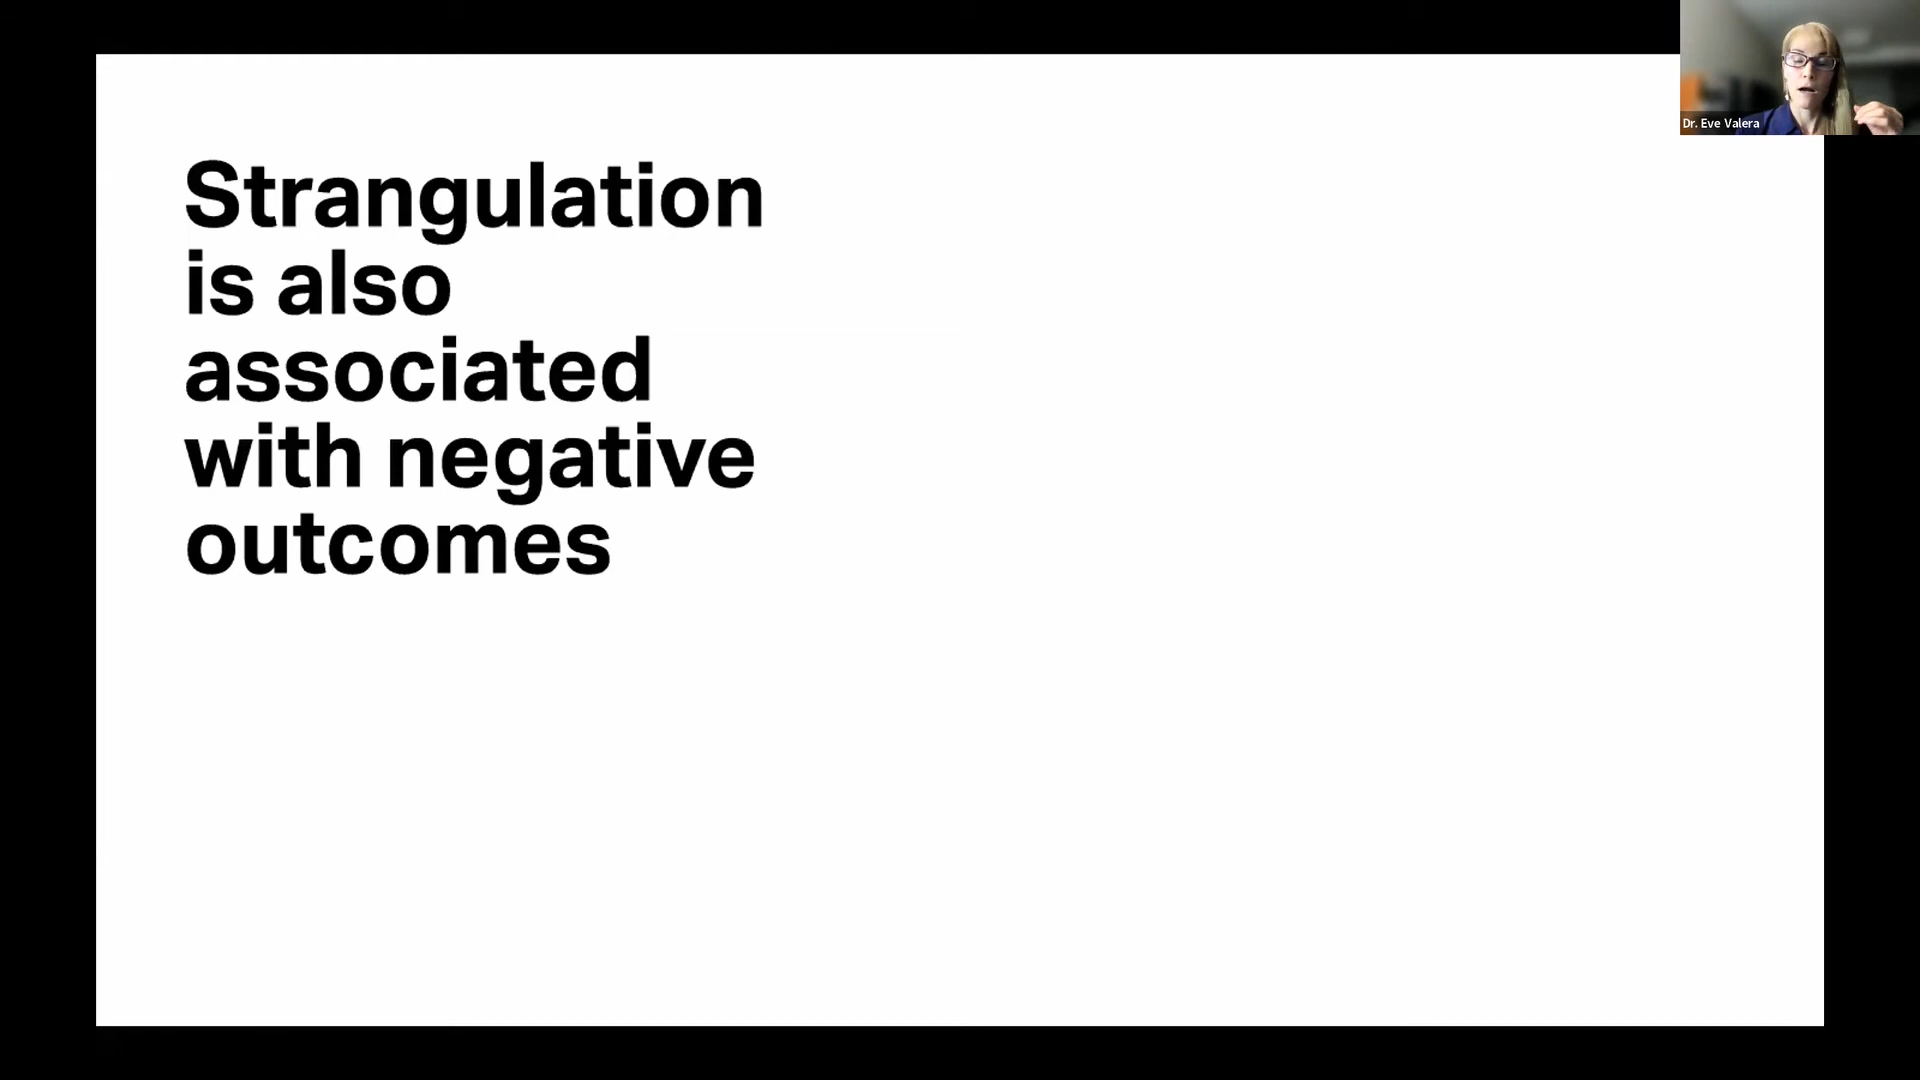 Strangulation
is also
associated
with negative
outcomes
Dr. Eve Valera